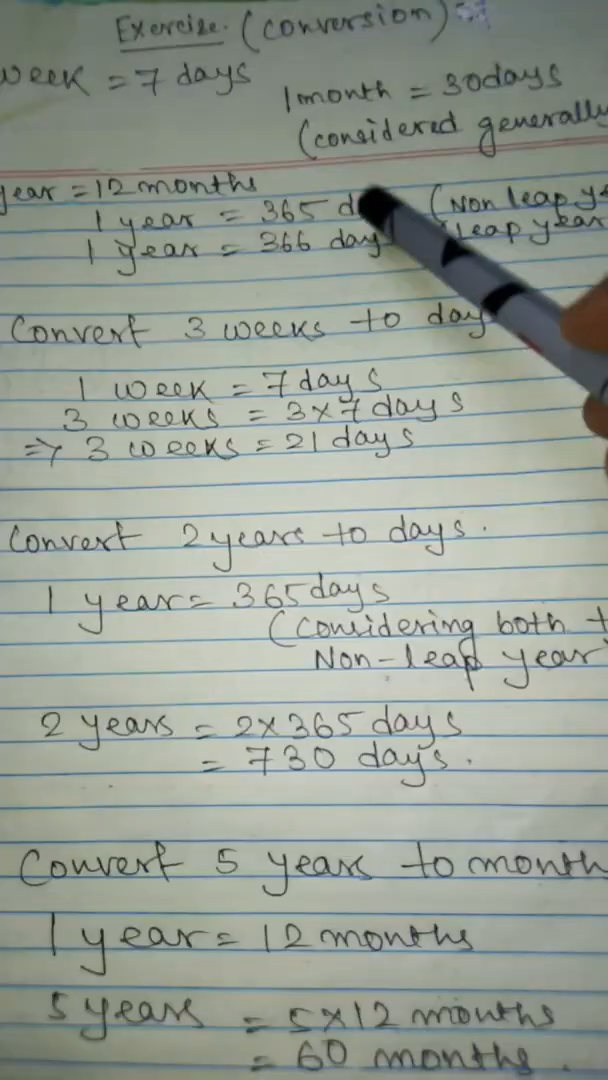 Exercise. (conversion)
week = 7 days
1 month = 30 days
(considered generally
year = 12 months
1 year = 365 (Non leap
1 year = 366 days leap year
Convert 3 weeks to day
1 week = 7 days
3 weeks = 3x7 days
=> 3 weeks = 21 days
Convert 2 years to days.
1 year = 365 days
(Considering both
Non-leap year
2 years = 2x365 days
= 730 days.
Convert 5 years to month
1 year = 12 months
5 years = 5x12 months
= 60 months.